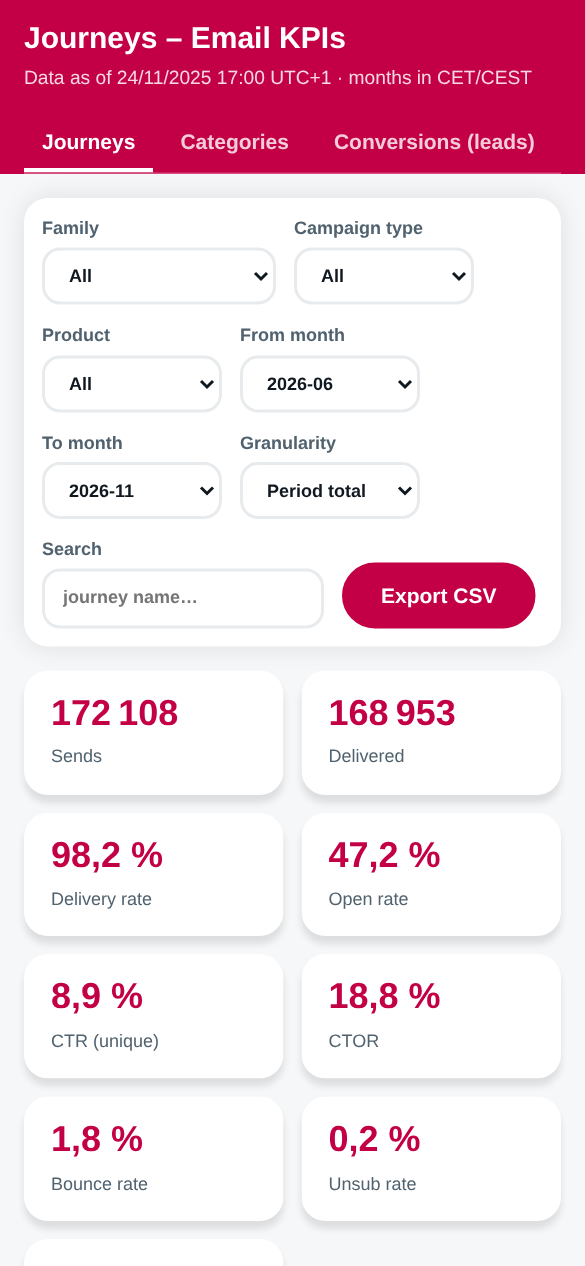 Journeys – Email KPIs
Data as of 24/11/2025 17:00 UTC+1 · months in CET/CEST
Journeys Categories Conversions (leads)
Family Campaign type
All All
Product From month
All 2026-06
To month Granularity
2026-11 Period total
Search
journey name… Export CSV
172 108 168 953
Sends Delivered
98,2 % 47,2 %
Delivery rate Open rate
8,9 % 18,8 %
CTR (unique) CTOR
1,8 % 0,2 %
Bounce rate Unsub rate